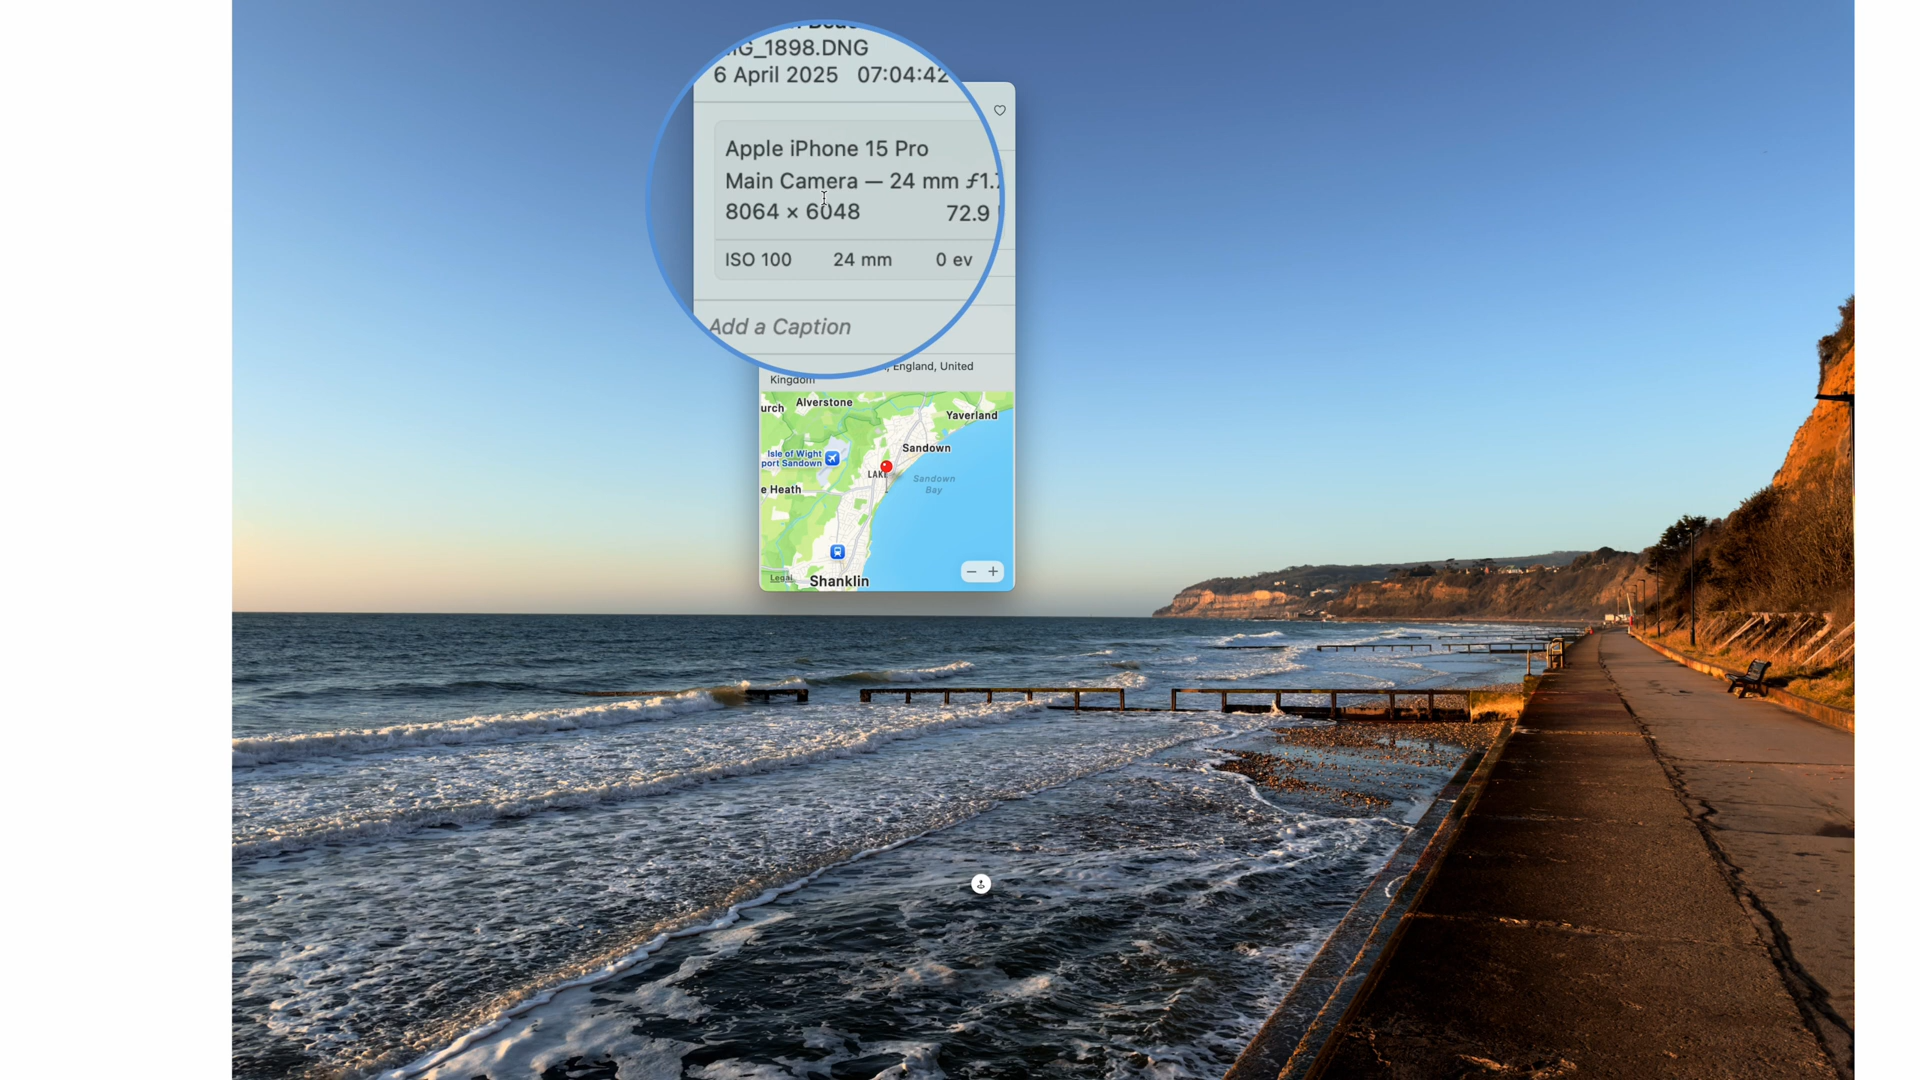 _1898.DNG
6 April 2025 07:04:42
Apple iPhone 15 Pro
Main Camera — 24 mm ƒ1.
8064 × 6048 72.9
ISO 100 24 mm 0 ev
Add a Caption
, England, United
Kingdom
urch
Alverstone
Yaverland
Sandown
Isle of Wight
port Sandown
LAKE
Sandown
Bay
e Heath
Legal
Shanklin